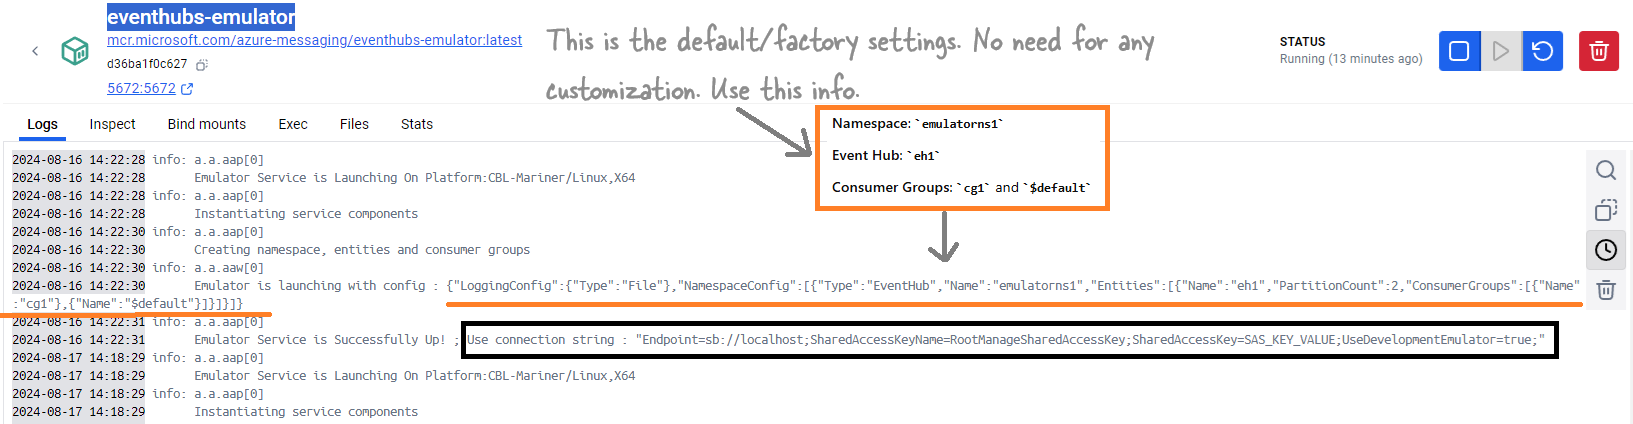 eventhubs-emulator
mcr.microsoft.com/azure-messaging/eventhubs-emulator:latest
d36ba1f0c627
5672:5672
This is the default/factory settings. No need for any
customization. Use this info.
STATUS
Running (13 minutes ago)
Logs Inspect Bind mounts Exec Files Stats
Namespace: `emulatorns1`
Event Hub: `eh1`
Consumer Groups: `cg1` and `$default`
2024-08-16 14:22:28 info: a.a.aap[0]
2024-08-16 14:22:28 Emulator Service is Launching On Platform:CBL-Mariner/Linux,X64
2024-08-16 14:22:28 info: a.a.aap[0]
2024-08-16 14:22:28 Instantiating service components
2024-08-16 14:22:30 info: a.a.aap[0]
2024-08-16 14:22:30 Creating namespace, entities and consumer groups
2024-08-16 14:22:30 info: a.a.aaw[0]
2024-08-16 14:22:30 Emulator is launching with config : {"LoggingConfig":{"Type":"File"},"NamespaceConfig":[{"Type":"EventHub","Name":"emulatorns1","Entities":[{"Name":"eh1","PartitionCount":2,"ConsumerGroups":[{"Name"
:"cg1"},{"Name":"$default"}]}]}]}
2024-08-16 14:22:31 info: a.a.aap[0]
2024-08-16 14:22:31 Emulator Service is Successfully Up! ; Use connection string : "Endpoint=sb://localhost;SharedAccessKeyName=RootManageSharedAccessKey;SharedAccessKey=SAS_KEY_VALUE;UseDevelopmentEmulator=true;"
2024-08-17 14:18:29 info: a.a.aap[0]
2024-08-17 14:18:29 Emulator Service is Launching On Platform:CBL-Mariner/Linux,X64
2024-08-17 14:18:29 info: a.a.aap[0]
2024-08-17 14:18:29 Instantiating service components